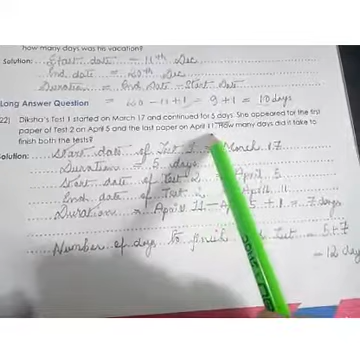 how many days was his vacation?
Solution: Start date = 11th Dec
End date = 20th Dec
Duration = End Date - Start Date
Long Answer Question = 20 - 11 + 1 = 9 + 1 = 10 days
22) Diksha's Test 1 started on March 17 and continued for 5 days. She appeared for the first
paper of Test 2 on April 5 and the last paper on April 11. How many days did it take to
finish both the tests?
Solution: Start date of Test 1 = March 17
Duration = 5 days
Start date of Test 2 = April 5
End date of Test 2 April 11
Duration = April 11 - April 5 + 1 = 7 days
Number of days to finish Test = 5 + 7
= 12 days